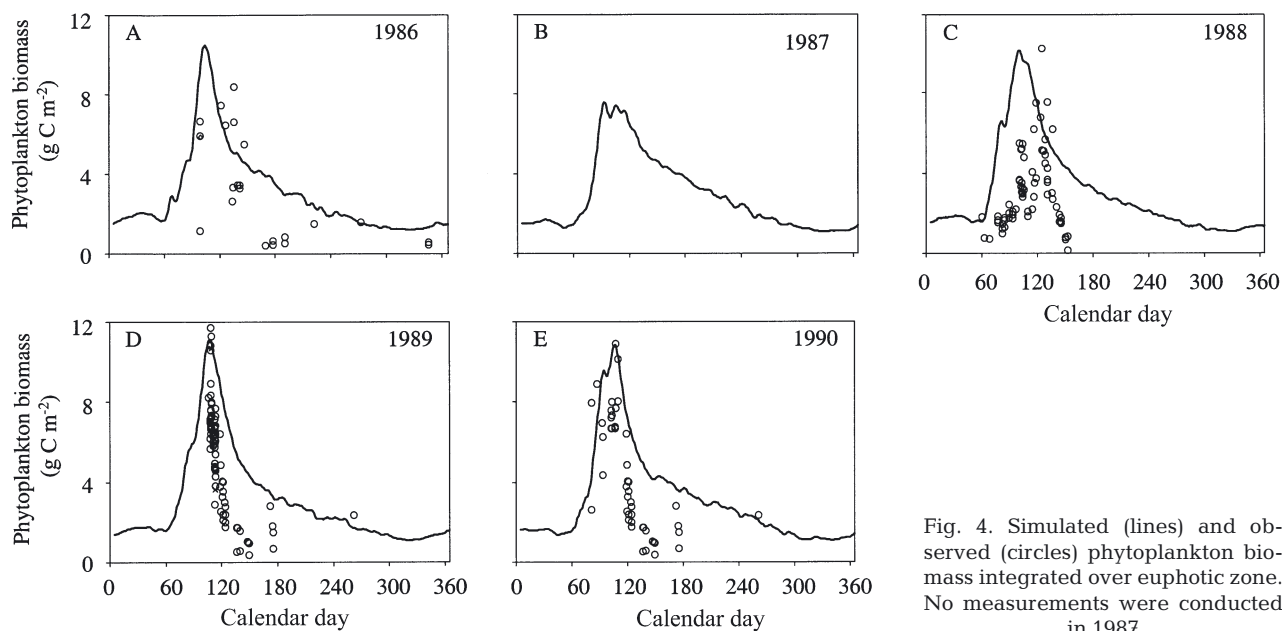 12
8
4
0
Phytoplankton biomass
(g C m-2)
A
1986
B
1987
C
1988
0 60 120 180 240 300 360
Calendar day
12
8
4
0
Phytoplankton biomass
(g C m-2)
D
1989
0 60 120 180 240 300 360
Calendar day
E
1990
0 60 120 180 240 300 360
Calendar day
Fig. 4. Simulated (lines) and ob-
served (circles) phytoplankton bio-
mass integrated over euphotic zone.
No measurements were conducted
in 1987